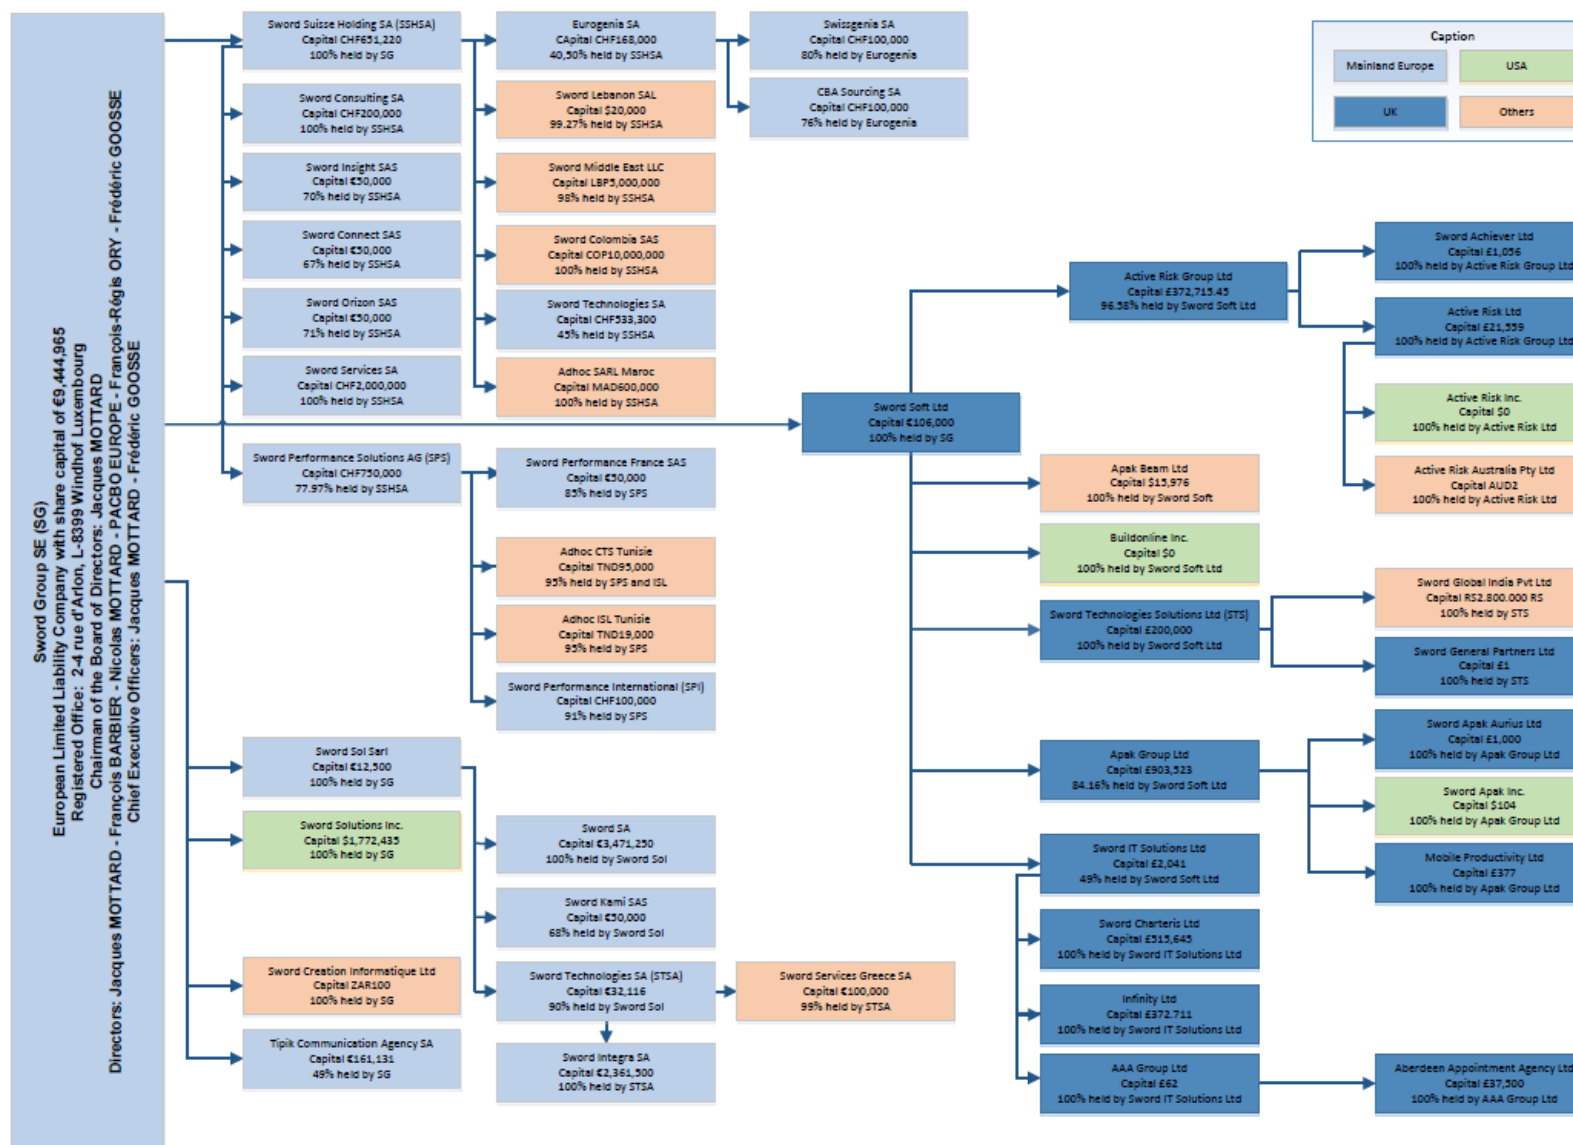 Sword Group SE (SG)
European Limited Liability Company with share capital of €9,444,965
Registered Office: 2-4 rue d'Arlon, L-8399 Windhof Luxembourg
Chairman of the Board of Directors: Jacques MOTTARD
Directors: Jacques MOTTARD - François BARBIER - Nicolas MOTTARD - PACBO EUROPE - François-Régis ORY - Frédéric GOOSSE
Chief Executive Officers: Jacques MOTTARD - Frédéric GOOSSE
Sword Suisse Holding SA (SSHSA)
Capital CHF651,220
100% held by SG
Sword Consulting SA
Capital CHF200,000
100% held by SSHSA
Sword Insight SAS
Capital €50,000
70% held by SSHSA
Sword Connect SAS
Capital €50,000
67% held by SSHSA
Sword Orizon SAS
Capital €50,000
71% held by SSHSA
Sword Services SA
Capital CHF2,000,000
100% held by SSHSA
Sword Performance Solutions AG (SPS)
Capital CHF750,000
77.97% held by SSHSA
Eurogenia SA
CApital CHF168,000
40,50% held by SSHSA
Sword Lebanon SAL
Capital $20,000
99.27% held by SSHSA
Sword Middle East LLC
Capital LBP5,000,000
98% held by SSHSA
Sword Colombia SAS
Capital COP10,000,000
100% held by SSHSA
Sword Technologies SA
Capital CHF533,300
45% held by SSHSA
Adhoc SARL Maroc
Capital MAD600,000
100% held by SSHSA
Swissgenia SA
Capital CHF100,000
80% held by Eurogenia
CBA Sourcing SA
Capital CHF100,000
76% held by Eurogenia
Sword Performance France SAS
Capital €50,000
85% held by SPS
Adhoc CTS Tunisie
Capital TND95,000
95% held by SPS and ISL
Adhoc ISL Tunisie
Capital TND19,000
95% held by SPS
Sword Performance International (SPI)
Capital CHF100,000
91% held by SPS
Sword Sol Sarl
Capital €12,500
100% held by SG
Sword Solutions Inc.
Capital $1,772,435
100% held by SG
Sword Creation Informatique Ltd
Capital ZAR100
100% held by SG
Tipik Communication Agency SA
Capital €161,131
49% held by SG
Sword SA
Capital €3,471,250
100% held by Sword Sol
Sword Kami SAS
Capital €50,000
68% held by Sword Sol
Sword Technologies SA (STSA)
Capital €32,116
90% held by Sword Sol
Sword Integra SA
Capital €2,361,500
100% held by STSA
Sword Services Greece SA
Capital €100,000
99% held by STSA
Sword Soft Ltd
Capital €106,000
100% held by SG
Active Risk Group Ltd
Capital £372,715.45
96.58% held by Sword Soft Ltd
Apak Beam Ltd
Capital $15,976
100% held by Sword Soft
Buildonline Inc.
Capital $0
100% held by Sword Soft Ltd
Sword Technologies Solutions Ltd (STS)
Capital £200,000
100% held by Sword Soft Ltd
Apak Group Ltd
Capital £903,523
84.16% held by Sword Soft Ltd
Sword IT Solutions Ltd
Capital £2,041
49% held by Sword Soft Ltd
Sword Charteris Ltd
Capital £515,645
100% held by Sword IT Solutions Ltd
Infinity Ltd
Capital £372.711
100% held by Sword IT Solutions Ltd
AAA Group Ltd
Capital £62
100% held by Sword IT Solutions Ltd
Caption
Mainland Europe
USA
UK
Others
Sword Achiever Ltd
Capital £1,056
100% held by Active Risk Group Ltd
Active Risk Ltd
Capital £21,559
100% held by Active Risk Group Ltd
Active Risk Inc.
Capital $0
100% held by Active Risk Ltd
Active Risk Australia Pty Ltd
Capital AUD2
100% held by Active Risk Ltd
Sword Global India Pvt Ltd
Capital RS2.800.000 RS
100% held by STS
Sword General Partners Ltd
Capital £1
100% held by STS
Sword Apak Aurius Ltd
Capital £1,000
100% held by Apak Group Ltd
Sword Apak Inc.
Capital $104
100% held by Apak Group Ltd
Mobile Productivity Ltd
Capital £377
100% held by Apak Group Ltd
Aberdeen Appointment Agency Ltd
Capital £37,500
100% held by AAA Group Ltd